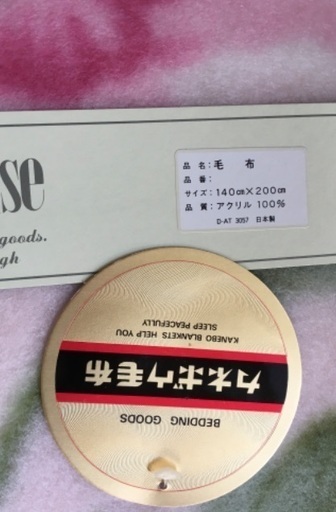 se
goods.
gh
品 名：毛 布
品 番：
サイズ：140㎝×200㎝
品 質：アクリル 100%
D-AT 3057 日本製
BEDDING GOODS
カネボウ毛布
KANEBO BLANKETS HELP YOU
SLEEP PEACEFULLY